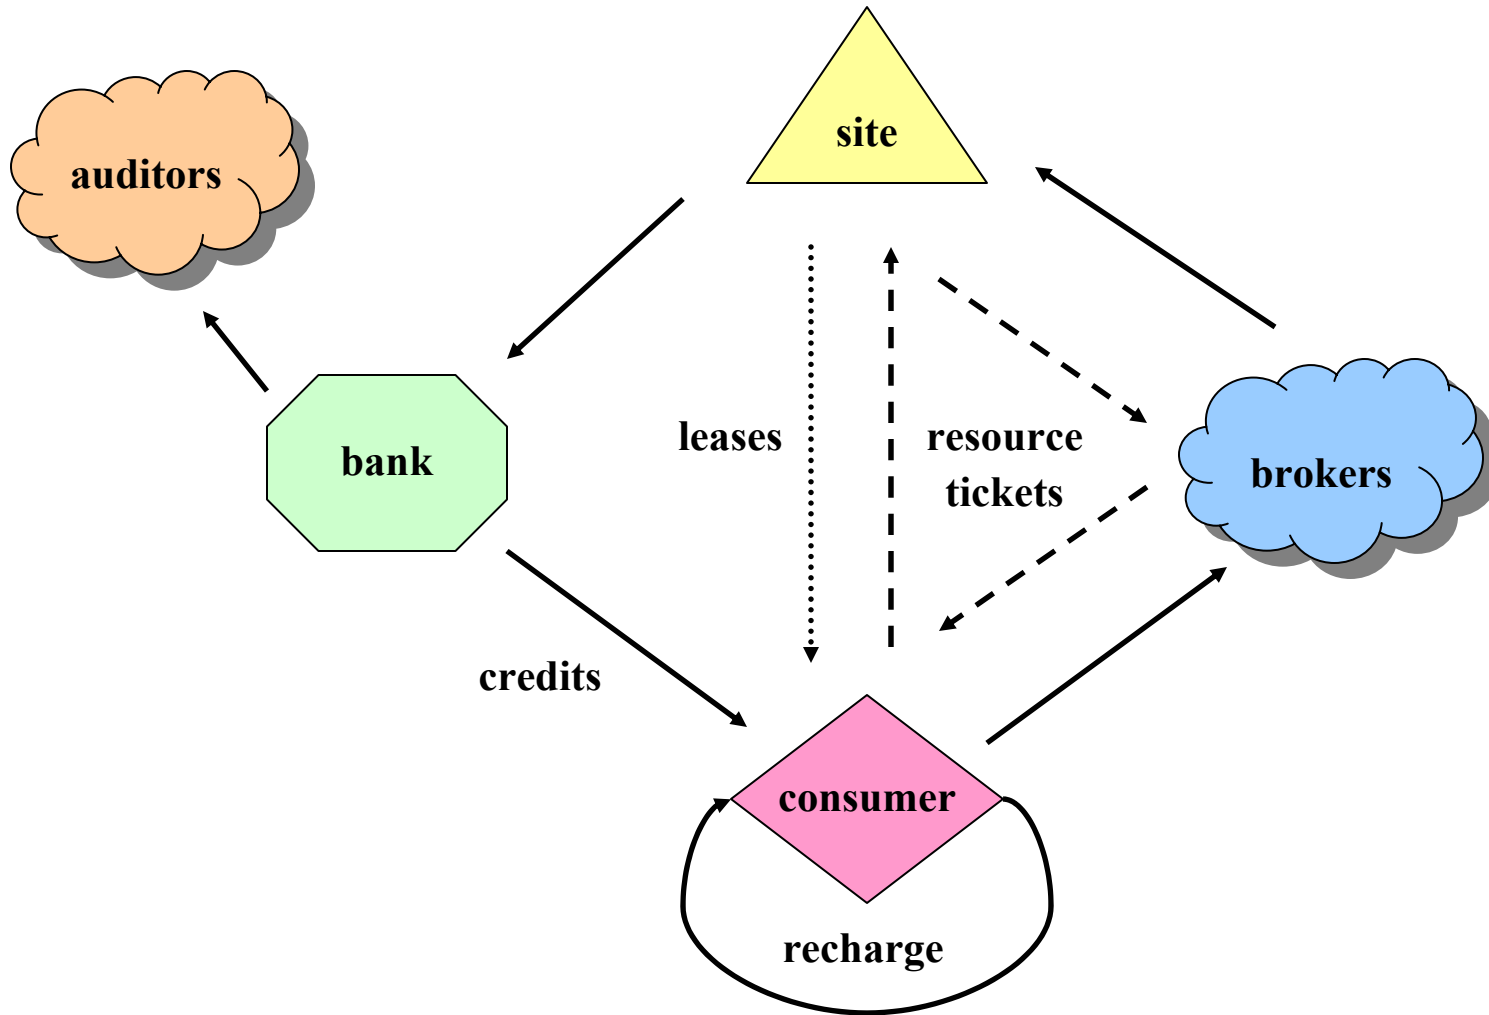 site
auditors
leases
resource
tickets
bank
brokers
credits
consumer
recharge